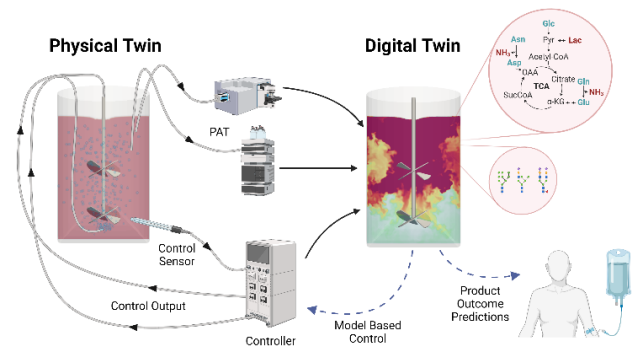 Physical Twin
Digital Twin
PAT
Control
Sensor
Control Output
Controller
Model Based
Control
Product
Outcome
Predictions
Glc
Asn
Pyr
Lac
NH₃
Acetyl CoA
Asp
OAA
Citrate
Gln
TCA
NH₃
SucCoA
α-KG
Glu